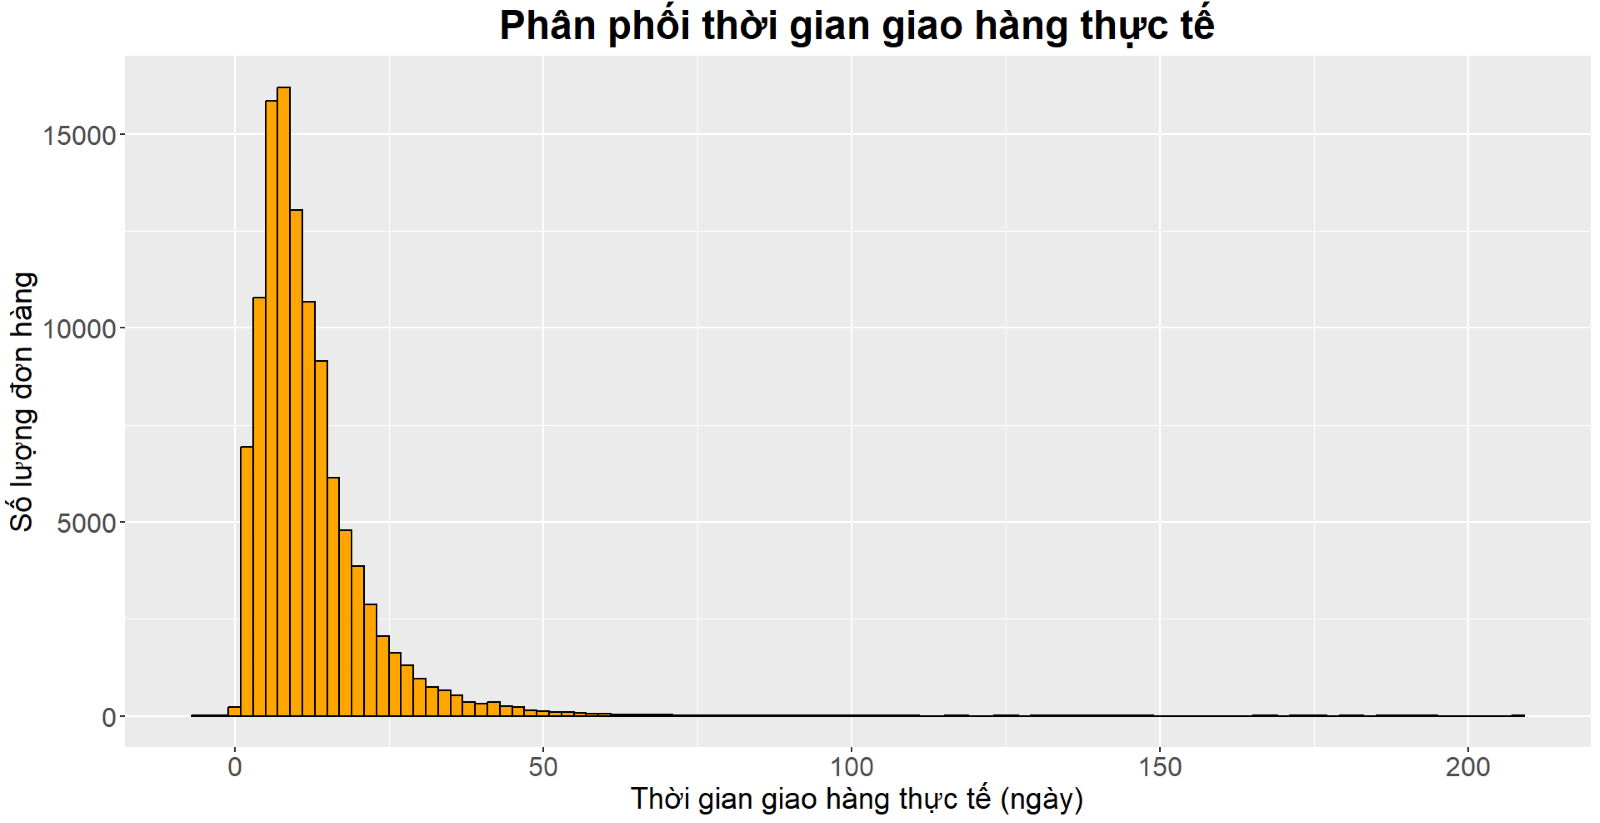 Phân phối thời gian giao hàng thực tế
Số lượng đơn hàng
15000
10000
5000
0
0 50 100 150 200
Thời gian giao hàng thực tế (ngày)